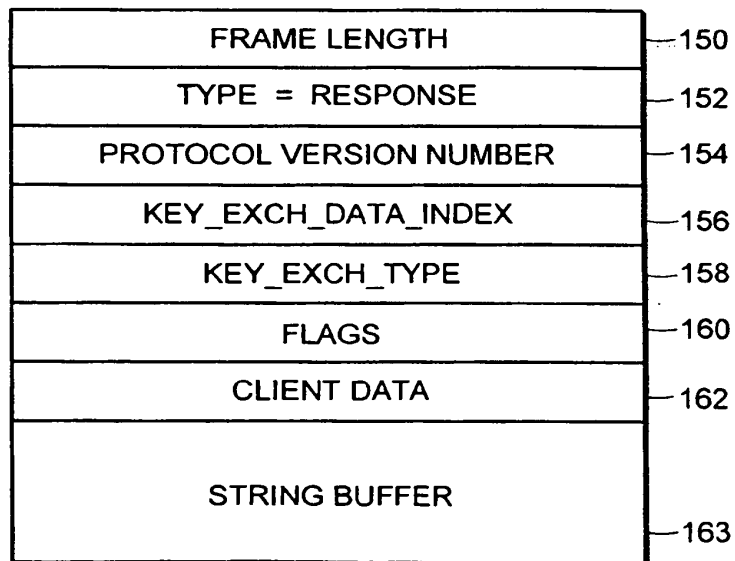 FRAME LENGTH 150
TYPE = RESPONSE 152
PROTOCOL VERSION NUMBER 154
KEY_EXCH_DATA_INDEX 156
KEY_EXCH_TYPE 158
FLAGS 160
CLIENT DATA 162
STRING BUFFER
163